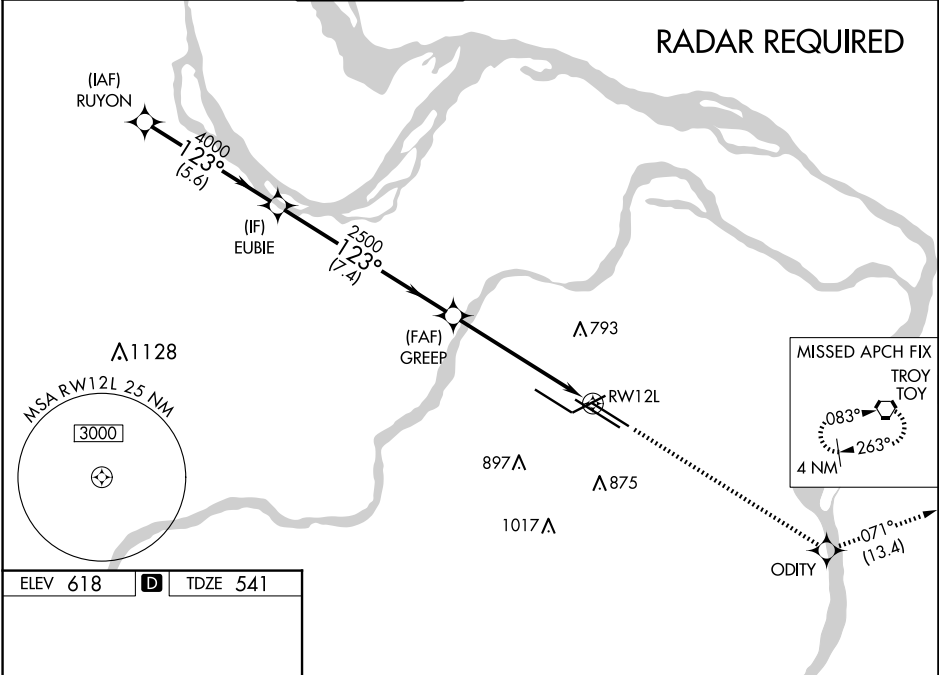 RADAR REQUIRED
(IAF)
RUYON
4000
123°
(5.6)
(IF)
EUBIE
2500
123°
(7.4)
(FAF)
GREEP
793
1128
MSA RW12L 25 NM
3000
RW12L
897
875
1017
MISSED APCH FIX
TROY
TOY
083°
263°
4 NM
ODITY
071°
(13.4)
ELEV 618 D TDZE 541